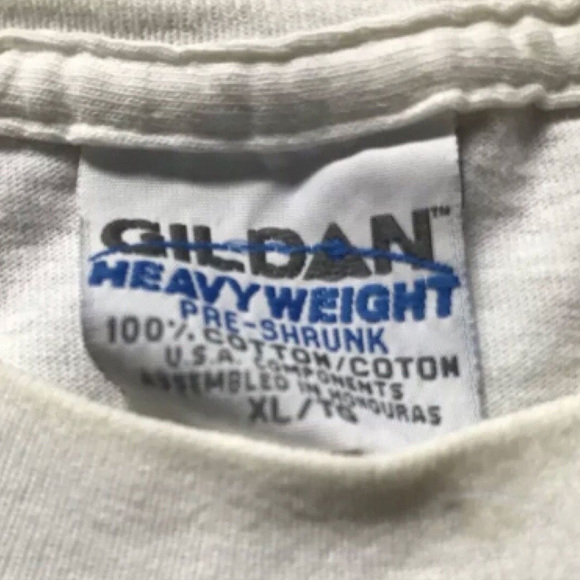 GILDAN™
HEAVYWEIGHT
PRE-SHRUNK
100% COTTON/COTON
U.S.A. COMPONENTS
ASSEMBLED IN HONDURAS
XL/TG